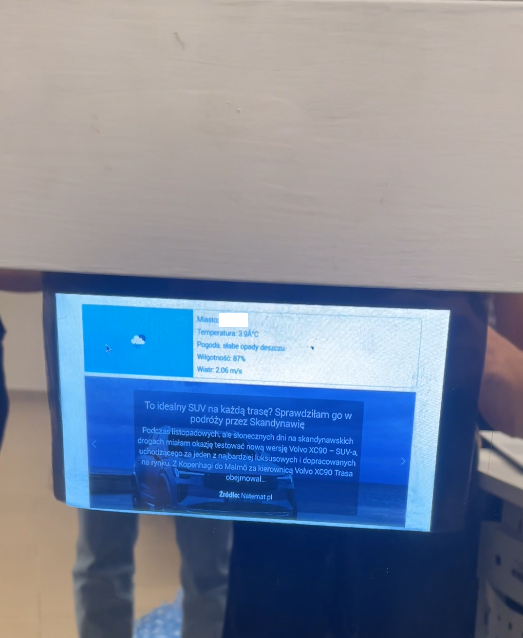 Miasto:
Temperatura: 3.9Â°C
Pogoda: słabe opady deszczu
Wilgotność: 87%
Wiatr: 2.06 m/s
To idealny SUV na każdą trasę? Sprawdziłam go w
podróży przez Skandynawię
Podczas listopadowych, ale słonecznych dni na skandynawskich
drogach miałam okazję testować nową wersję Volvo XC90 – SUV-a,
uchodzącego za jeden z najbardziej luksusowych i dopracowanych
na rynku. Z Kopenhagi do Malmö za kierownicą Volvo XC90 Trasa
obejmował...
Źródło: Natemat.pl